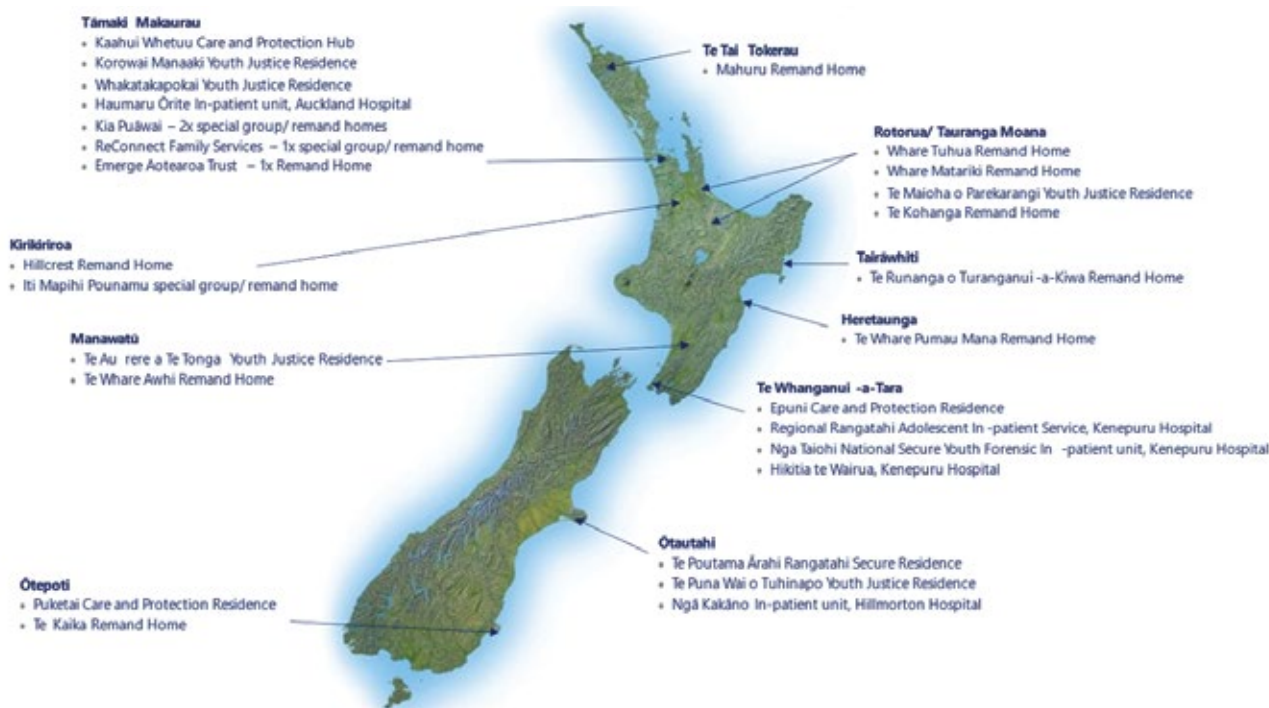 Tāmaki Makaurau
• Kaahui Whetuu Care and Protection Hub
• Korowai Manaaki Youth Justice Residence
• Whakatakapokai Youth Justice Residence
• Haumaru Ōrite In-patient unit, Auckland Hospital
• Kia Puāwai – 2x special group/ remand homes
• ReConnect Family Services – 1x special group/ remand home
• Emerge Aotearoa Trust – 1x Remand Home
Te Tai Tokerau
• Mahuru Remand Home
Rotorua/ Tauranga Moana
• Whare Tuhua Remand Home
• Whare Matariki Remand Home
• Te Maioha o Parekarangi Youth Justice Residence
• Te Kohanga Remand Home
Kirikiriroa
• Hillcrest Remand Home
• Iti Mapihi Pounamu special group/ remand home
Tairāwhiti
• Te Runanga o Turanganui -a-Kiwa Remand Home
Heretaunga
• Te Whare Pumau Mana Remand Home
Manawatū
• Te Au rere a Te Tonga Youth Justice Residence
• Te Whare Awhi Remand Home
Te Whanganui -a-Tara
• Epuni Care and Protection Residence
• Regional Rangatahi Adolescent In -patient Service, Kenepuru Hospital
• Nga Taiohi National Secure Youth Forensic In -patient unit, Kenepuru Hospital
• Hikitia te Wairua, Kenepuru Hospital
Ōtautahi
• Te Poutama Ārahi Rangatahi Secure Residence
• Te Puna Wai o Tuhinapo Youth Justice Residence
• Ngā Kakāno In-patient unit, Hillmorton Hospital
Ōtepoti
• Puketai Care and Protection Residence
• Te Kaika Remand Home